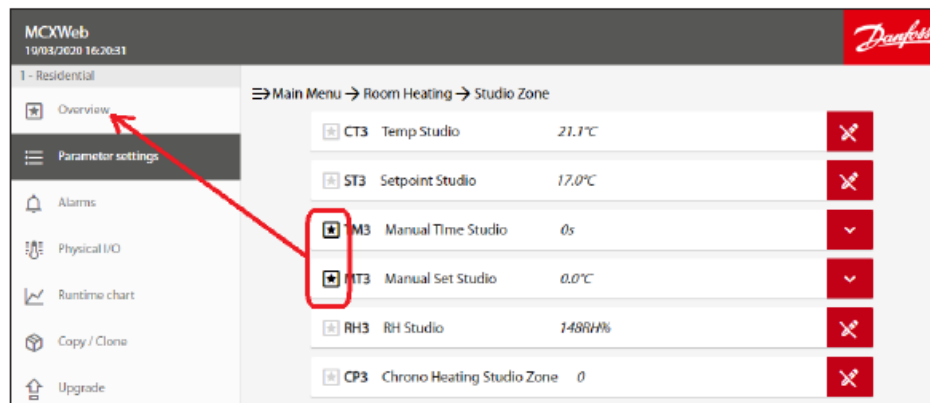 MCXWeb
19/03/2020 16:20:31
Danfoss
1 - Residential
Overview
Parameter settings
Alarms
Physical I/O
Runtime chart
Copy / Clone
Upgrade
Main Menu → Room Heating → Studio Zone
CT3 Temp Studio 21.1°C
ST3 Setpoint Studio 17.0°C
TM3 Manual TIme Studio 0s
MT3 Manual Set Studio 0.0°C
RH3 RH Studio 148RH%
CP3 Chrono Heating Studio Zone 0